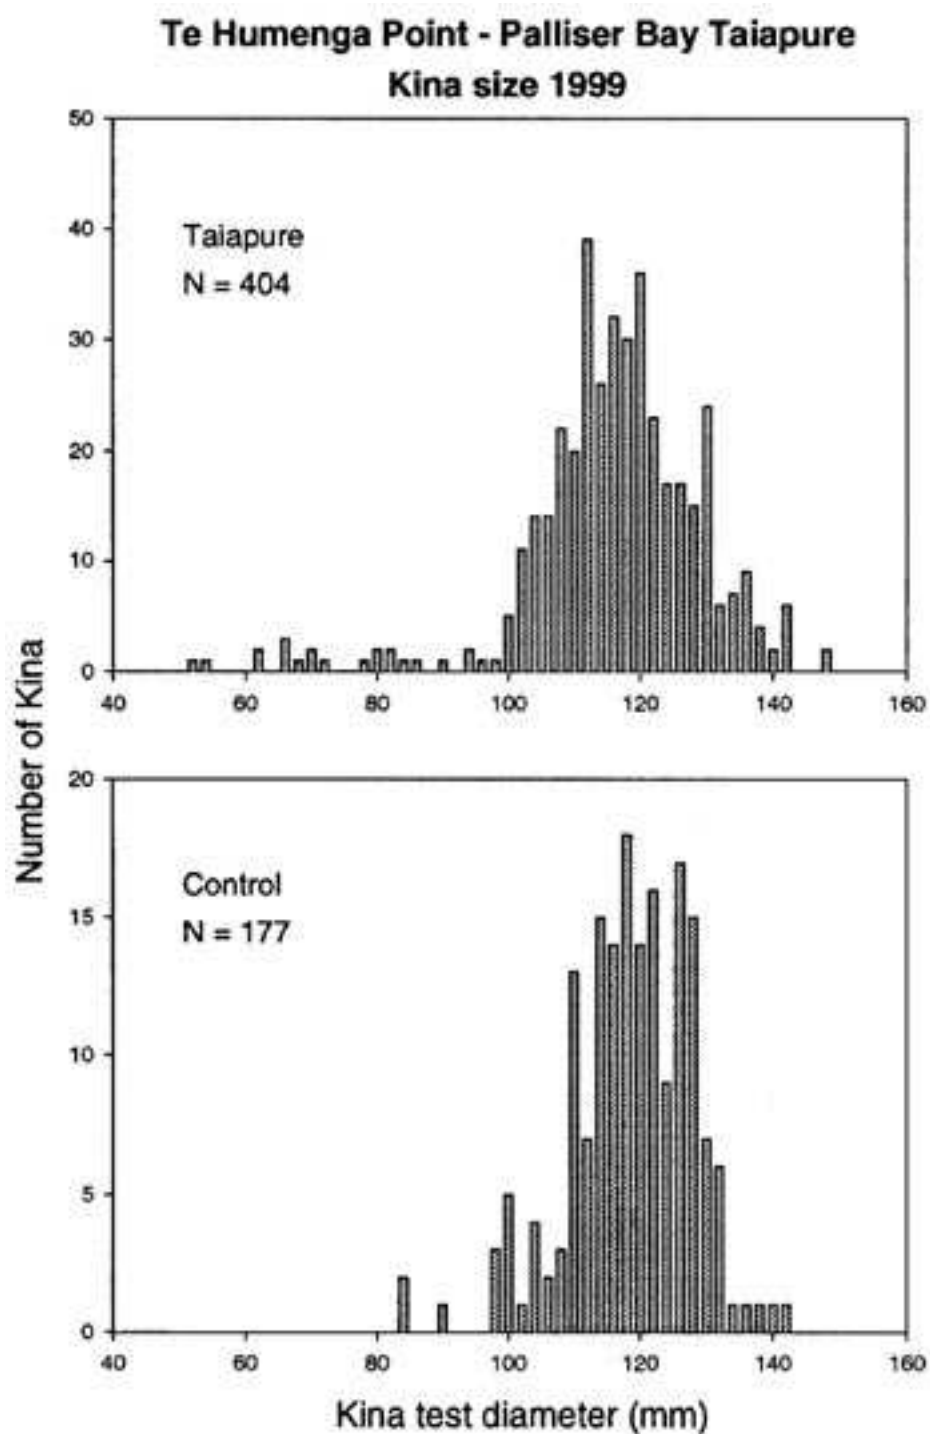 Te Humenga Point - Palliser Bay Taiapure
Kina size 1999
50
40
30
20
10
0
Taiapure
N = 404
40 60 80 100 120 140 160
Number of Kina
20
15
10
5
0
Control
N = 177
40 60 80 100 120 140 160
Kina test diameter (mm)